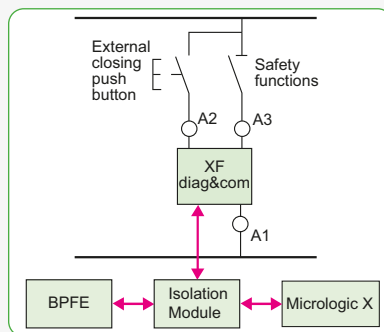 External
closing
push
button
Safety
functions
A2
A3
XF
diag&com
A1
BPFE
Isolation
Module
Micrologic X